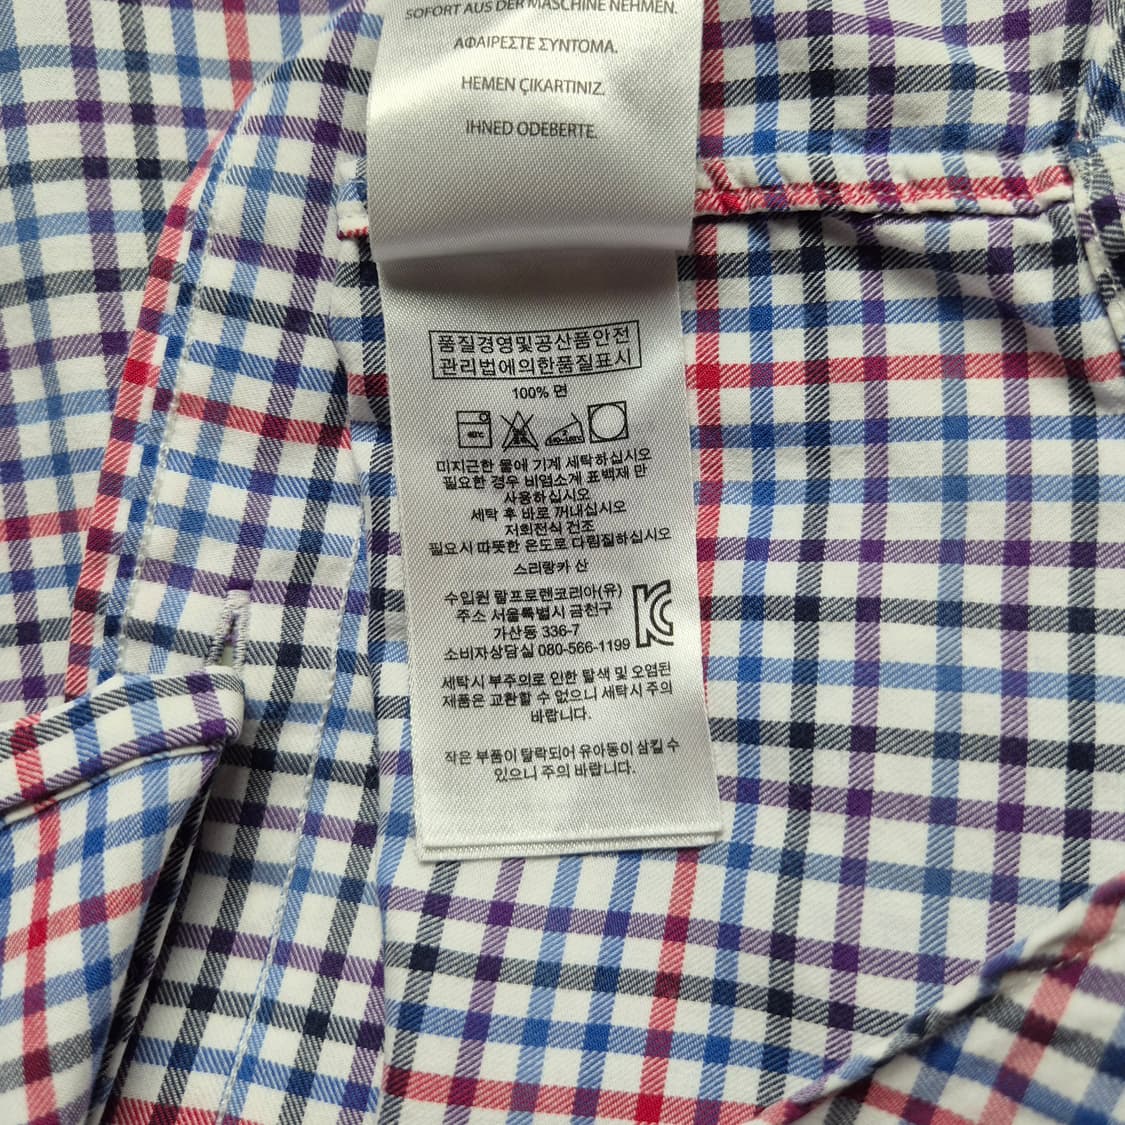 SOFORT AUS DER MASCHINE NEHMEN.
ΑΦΑΙΡΕΣΤΕ ΣΥΝΤΟΜΑ.
HEMEN ÇIKARTINIZ.
IHNED ODEBERTE.
품질경영및공산품안전
관리법에의한품질표시
100% 면
40℃
미지근한 물에 기계 세탁하십시오
필요한 경우 비염소계 표백재 만
사용하십시오
세탁 후 바로 꺼내십시오
저회전식 건조
필요시 따뜻한 온도로 다림질하십시오
스리랑카 산
수입원 랄프로렌코리아(유)
주소 서울특별시 금천구
가산동 336-7
소비자상담실 080-566-1199
세탁시 부주의로 인한 탈색 및 오염된
제품은 교환할 수 없으니 세탁시 주의
바랍니다.
작은 부품이 탈락되어 유아동이 삼킬 수
있으니 주의 바랍니다.